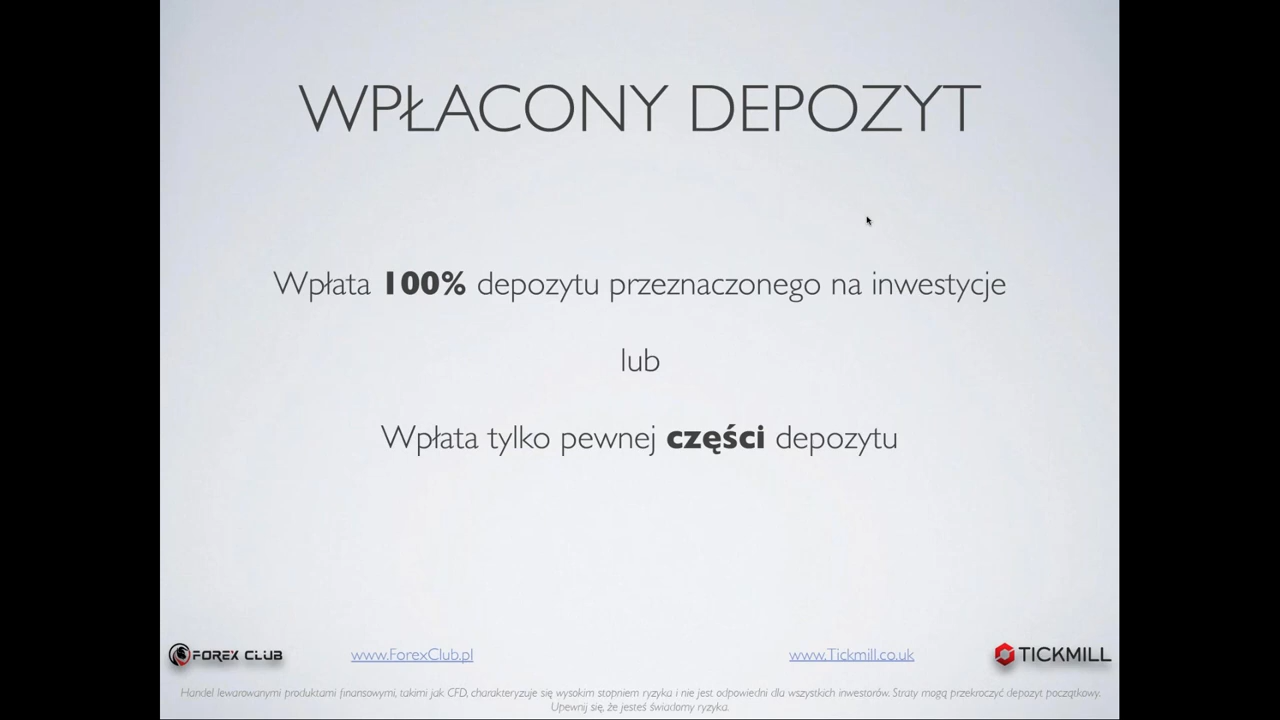 WPŁACONY DEPOZYT
Wpłata 100% depozytu przeznaczonego na inwestycje
lub
Wpłata tylko pewnej części depozytu
FOREX CLUB www.ForexClub.pl www.Tickmill.co.uk TICKMILL
Handel lewarowanymi produktami finansowymi, takimi jak CFD, charakteryzuje się wysokim stopniem ryzyka i nie jest odpowiedni dla wszystkich inwestorów. Straty mogą przekroczyć depozyt początkowy.
Upewnij się, że jesteś świadomy ryzyka.